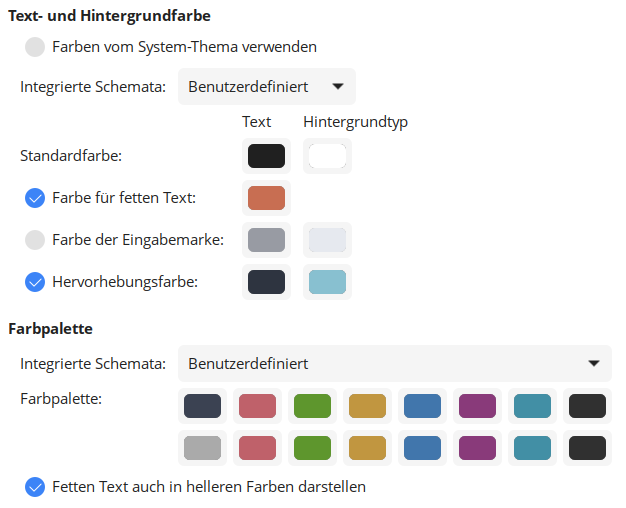 Text- und Hintergrundfarbe
Farben vom System-Thema verwenden
Integrierte Schemata: Benutzerdefiniert
Text Hintergrundtyp
Standardfarbe:
Farbe für fetten Text:
Farbe der Eingabemarke:
Hervorhebungsfarbe:
Farbpalette
Integrierte Schemata: Benutzerdefiniert
Farbpalette:
Fetten Text auch in helleren Farben darstellen